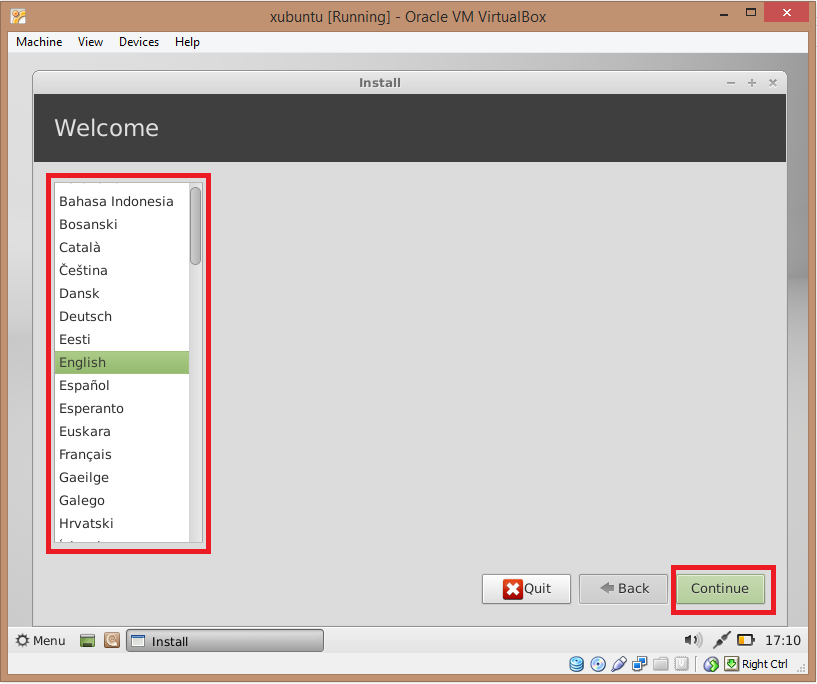 xubuntu [Running] - Oracle VM VirtualBox
Machine View Devices Help
Install
Welcome
Bahasa Indonesia
Bosanski
Català
Čeština
Dansk
Deutsch
Eesti
English
Español
Esperanto
Euskara
Français
Gaeilge
Galego
Hrvatski
Quit Back Continue
Menu Install 17:10
Right Ctrl